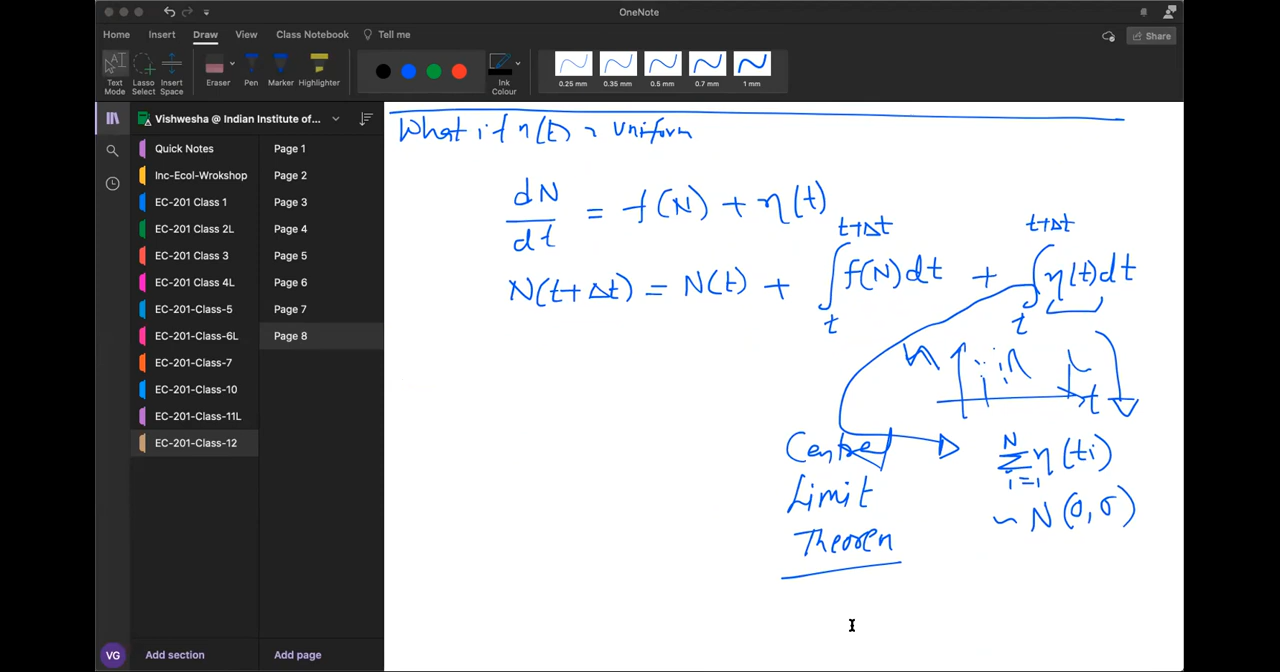 OneNote
Home Insert Draw View Class Notebook Tell me
Share
Text Mode
Lasso Select
Insert Space
Eraser
Pen
Marker
Highlighter
Ink Colour
0.25 mm 0.35 mm 0.5 mm 0.7 mm 1 mm
Vishwesha @ Indian Institute of...
Quick Notes
Inc-Ecol-Wrokshop
EC-201 Class 1
EC-201 Class 2L
EC-201 Class 3
EC-201 Class 4L
EC-201-Class-5
EC-201-Class-6L
EC-201-Class-7
EC-201-Class-10
EC-201-Class-11L
EC-201-Class-12
Page 1
Page 2
Page 3
Page 4
Page 5
Page 6
Page 7
Page 8
VG
Add section
Add page
What if η(t) ~ uniform
dN/dt = f(N) + η(t)
N(t+Δt) = N(t) + ∫_t^{t+Δt} f(N)dt + ∫_t^{t+Δt} η(t)dt
t
Central
Limit
Theorem
∑_{i=1}^{N} η(ti)
~ N(0,σ)